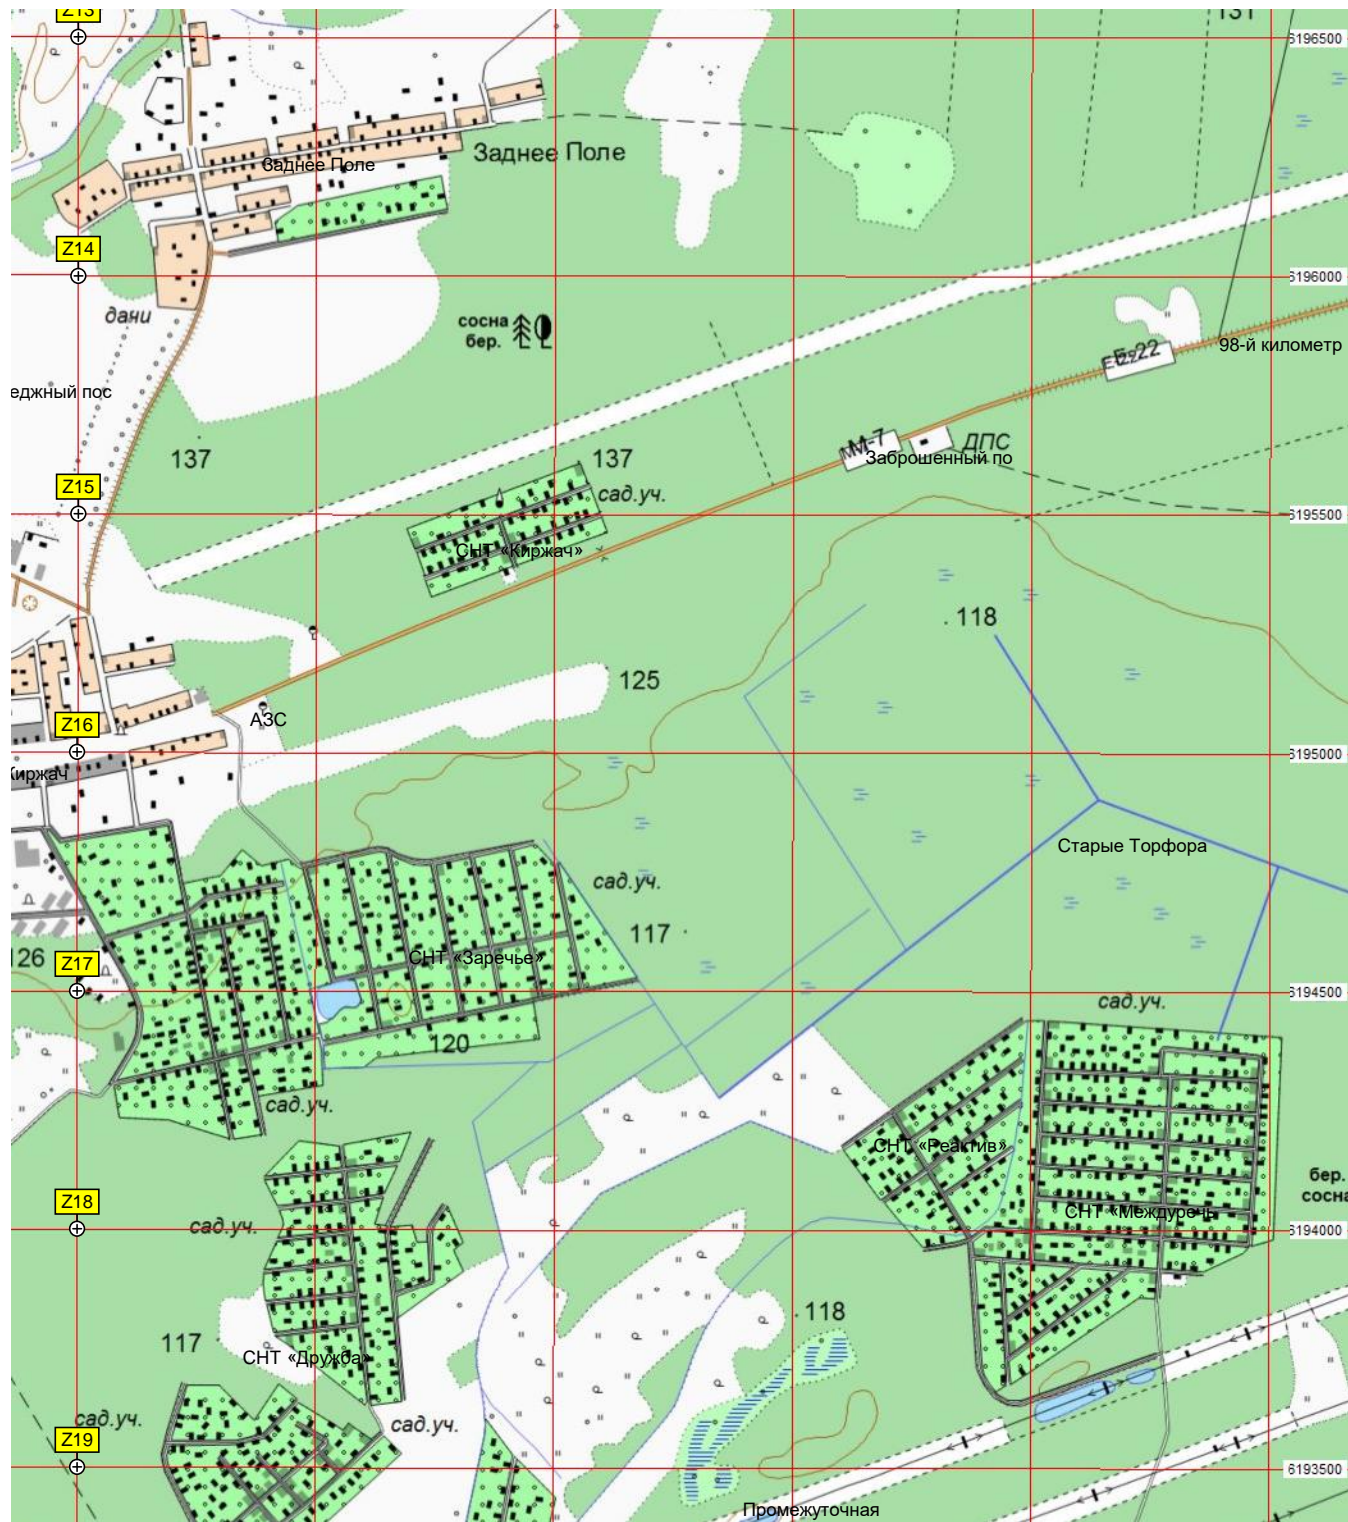 Z13
131
6196500
Заднее Поле
Заднее Поле
Z14
6196000
дачи
сосна
бер.
Е-22
98-й километр
еджный пос
137
137
М-7
ДПС
Заброшенный по
Z15
сад.уч.
6195500
СНТ «Киржач»
118
125
АЗС
Z16
6195000
Киржач
Старые Торфора
сад.уч.
117
126
Z17
СНТ «Заречье»
6194500
сад.уч.
120
сад.уч.
СНТ «Реактив»
бер.
сосна
Z18
сад.уч.
СНТ «Междуречь
6194000
118
117
СНТ «Дружба»
сад.уч.
сад.уч.
Z19
6193500
Промежуточная